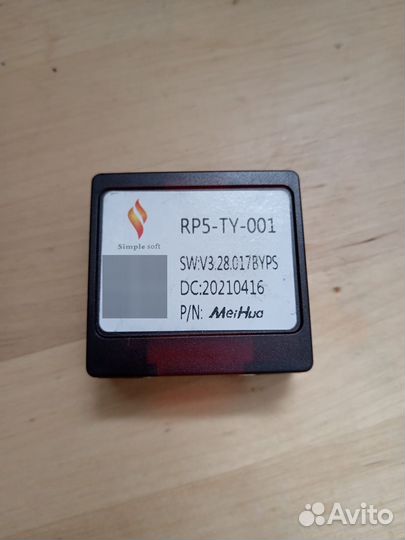 RP5-TY-001
Simple soft
SW:V3.28.017BYPS
DC:20210416
P/N: MeiHua
Avito